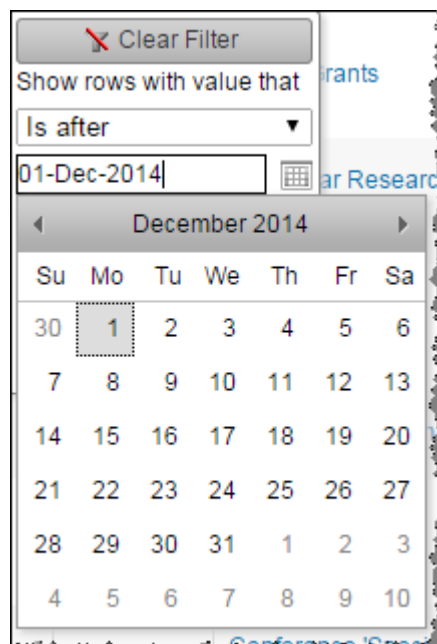 Clear Filter
Show rows with value that
rants
Is after
01-Dec-2014
ar Researc
December 2014
Su Mo Tu We Th Fr Sa
30 1 2 3 4 5 6
7 8 9 10 11 12 13
14 15 16 17 18 19 20
21 22 23 24 25 26 27
28 29 30 31 1 2 3
4 5 6 7 8 9 10